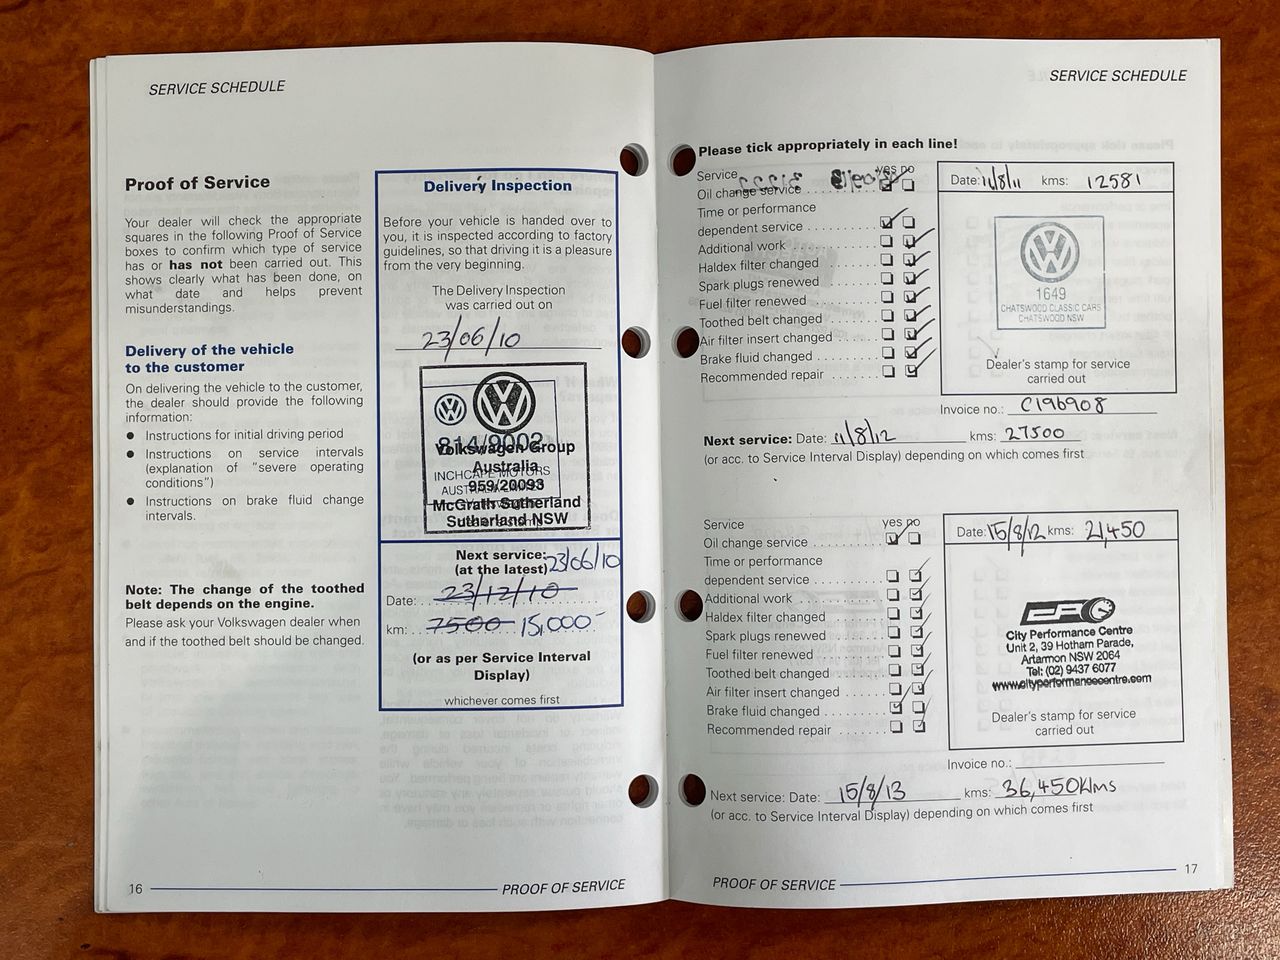 SERVICE SCHEDULE
Proof of Service
Your dealer will check the appropriate
squares in the following Proof of Service
boxes to confirm which type of service
has or has not been carried out. This
shows clearly what has been done, on
what date and helps prevent
misunderstandings.
Delivery of the vehicle
to the customer
On delivering the vehicle to the customer,
the dealer should provide the following
information:
● Instructions for initial driving period
● Instructions on service intervals
(explanation of "severe operating
conditions")
● Instructions on brake fluid change
intervals.
Note: The change of the toothed
belt depends on the engine.
Please ask your Volkswagen dealer when
and if the toothed belt should be changed.
Delivery Inspection
Before your vehicle is handed over to
you, it is inspected according to factory
guidelines, so that driving it is a pleasure
from the very beginning.
The Delivery Inspection
was carried out on
23/06/10
814/9002
Volkswagen Group
Australia
INCHCAPE MOTORS
959/20093
AUSTRALIA
McGrath Sutherland
Sutherland NSW
Next service:
(at the latest) 23/06/10
Date: 23/12/10
km: 7500 15,000
(or as per Service Interval
Display)
whichever comes first
16 PROOF OF SERVICE
SERVICE SCHEDULE
Please tick appropriately in each line!
Service yes no
Oil change service
Time or performance
dependent service
Additional work
Haldex filter changed
Spark plugs renewed
Fuel filter renewed
Toothed belt changed
Air filter insert changed
Brake fluid changed
Recommended repair
Date: 11/8/11 kms: 12581
1649
CHATSWOOD CLASSIC CARS
CHATSWOOD NSW
Dealer's stamp for service
carried out
Invoice no.: C196908
Next service: Date: 11/8/12 kms: 27500
(or acc. to Service Interval Display) depending on which comes first
Service yes no
Oil change service
Time or performance
dependent service
Additional work
Haldex filter changed
Spark plugs renewed
Fuel filter renewed
Toothed belt changed
Air filter insert changed
Brake fluid changed
Recommended repair
Date: 15/8/12 kms: 21,450
CPC
City Performance Centre
Unit 2, 39 Hotham Parade,
Artarmon NSW 2064
Tel: (02) 9437 6077
www.cityperformancecentre.com
Dealer's stamp for service
carried out
Invoice no.:
Next service: Date: 15/8/13 kms: 36,450Klms
(or acc. to Service Interval Display) depending on which comes first
PROOF OF SERVICE 17